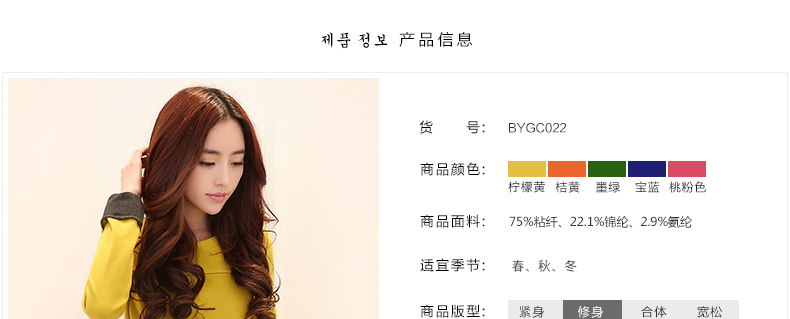 제품 정보 产品信息
货 号： BYGC022
商品颜色：
柠檬黄 桔黄 墨绿 宝蓝 桃粉色
商品面料： 75%粘纤、22.1%锦纶、2.9%氨纶
适宜季节： 春、秋、冬
商品版型： 紧身 修身 合体 宽松